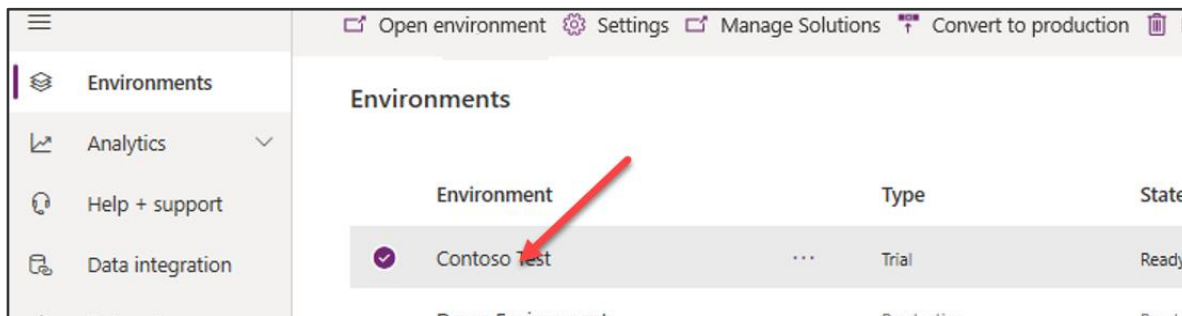 Open environment Settings Manage Solutions Convert to production
Environments
Environments
Analytics
Help + support
Data integration
Environment Type State
Contoso Test ... Trial Ready